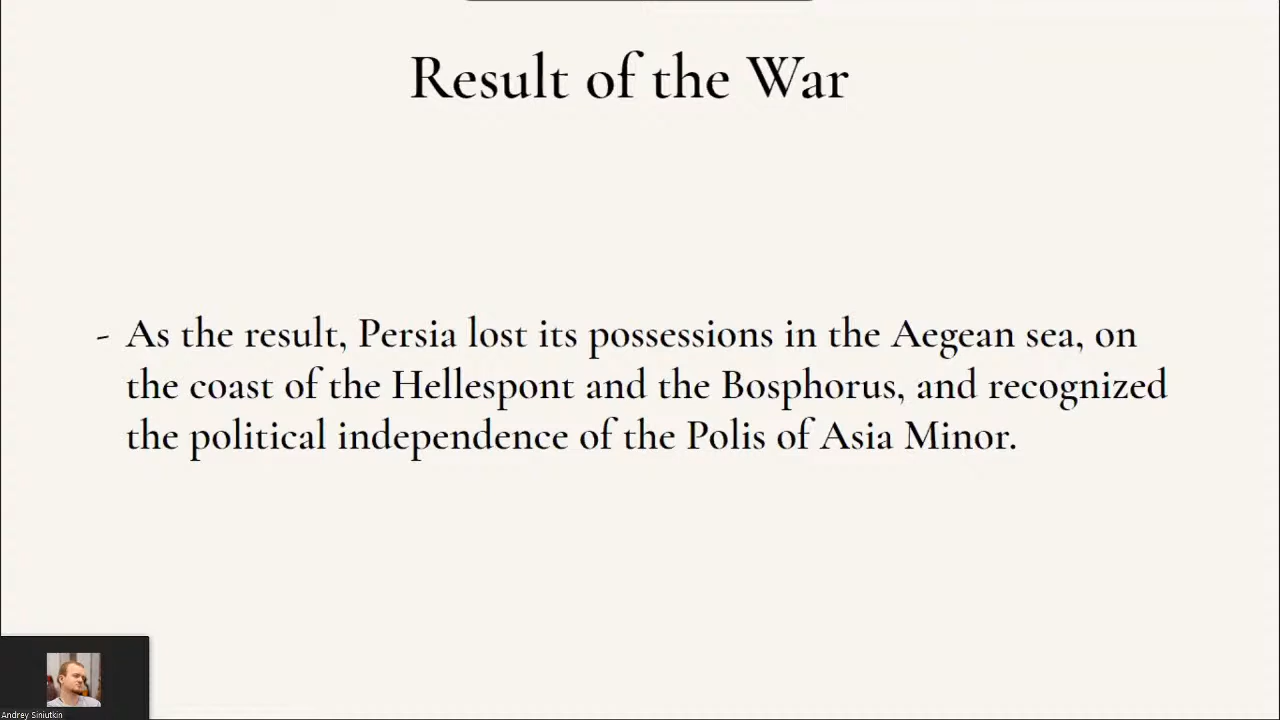 Result of the War
- As the result, Persia lost its possessions in the Aegean sea, on
the coast of the Hellespont and the Bosphorus, and recognized
the political independence of the Polis of Asia Minor.
Andrey Siniutkin